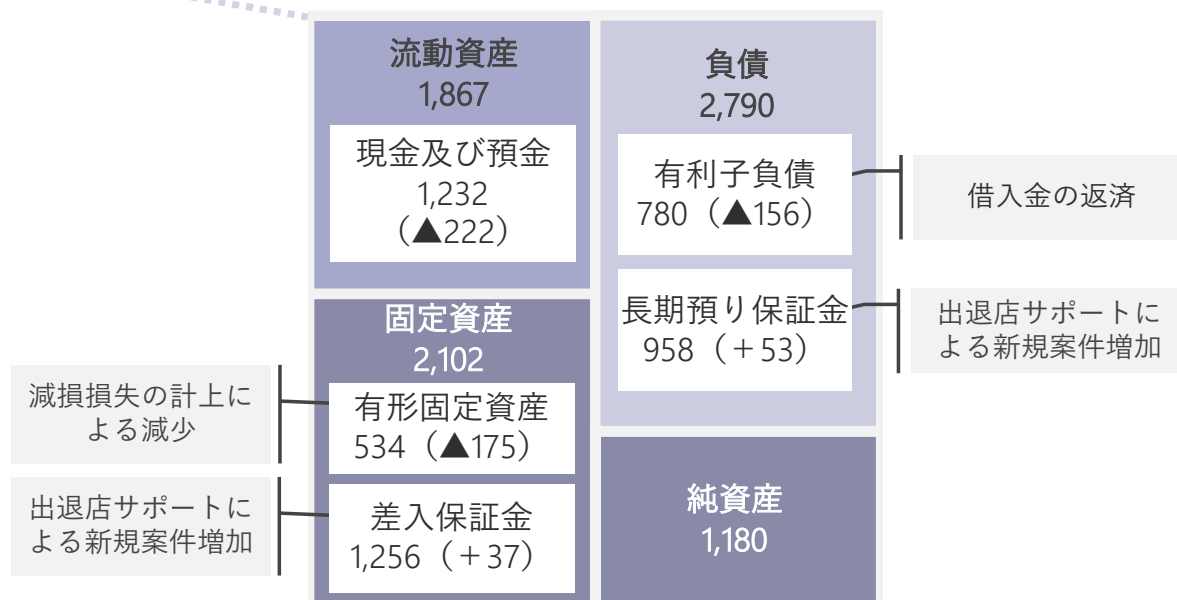 流動資産
1,867
現金及び預金
1,232
（▲222）
固定資産
2,102
有形固定資産
534（▲175）
差入保証金
1,256（＋37）
減損損失の計上に
よる減少
出退店サポートに
よる新規案件増加
負債
2,790
有利子負債
780（▲156）
長期預り保証金
958（＋53）
純資産
1,180
借入金の返済
出退店サポートに
よる新規案件増加